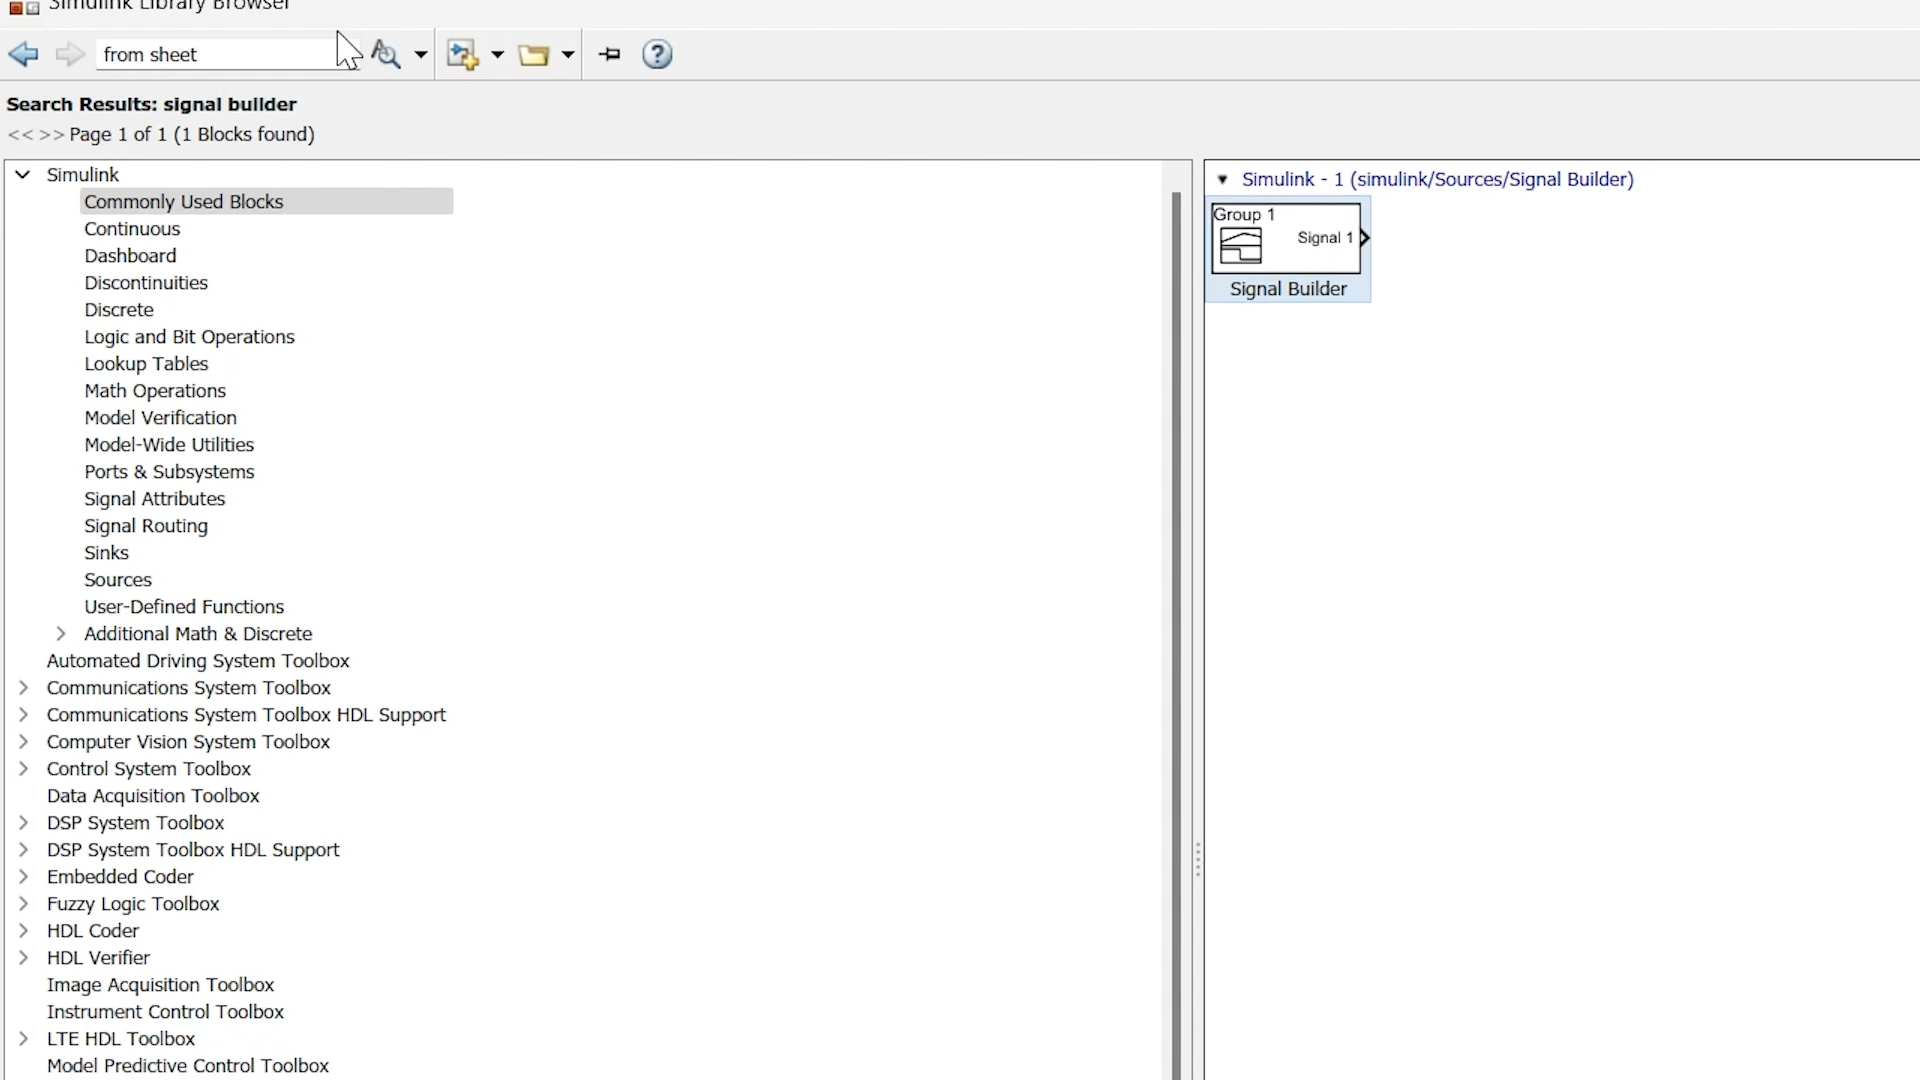 Simulink Library Browser
from sheet
Search Results: signal builder
<< >> Page 1 of 1 (1 Blocks found)
Simulink
Commonly Used Blocks
Continuous
Dashboard
Discontinuities
Discrete
Logic and Bit Operations
Lookup Tables
Math Operations
Model Verification
Model-Wide Utilities
Ports & Subsystems
Signal Attributes
Signal Routing
Sinks
Sources
User-Defined Functions
Additional Math & Discrete
Automated Driving System Toolbox
Communications System Toolbox
Communications System Toolbox HDL Support
Computer Vision System Toolbox
Control System Toolbox
Data Acquisition Toolbox
DSP System Toolbox
DSP System Toolbox HDL Support
Embedded Coder
Fuzzy Logic Toolbox
HDL Coder
HDL Verifier
Image Acquisition Toolbox
Instrument Control Toolbox
LTE HDL Toolbox
Model Predictive Control Toolbox
Simulink - 1 (simulink/Sources/Signal Builder)
Group 1
Signal 1
Signal Builder